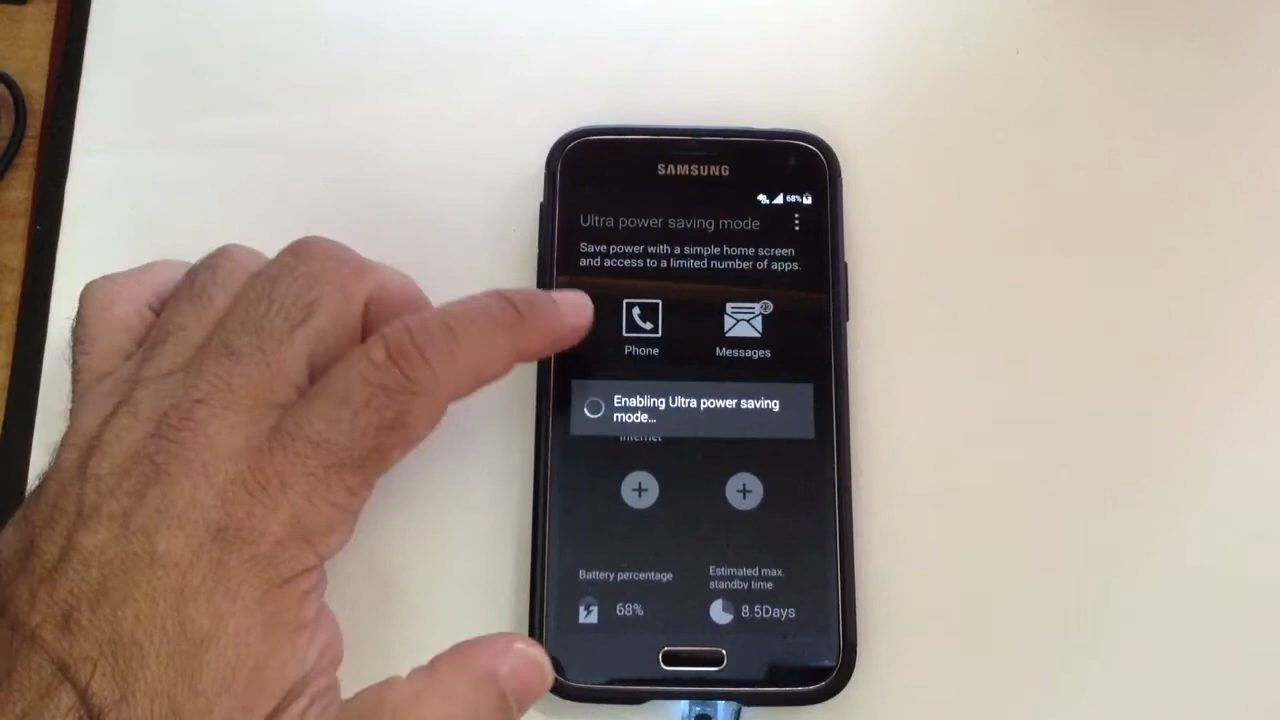 SAMSUNG
68%
Ultra power saving mode
Save power with a simple home screen
and access to a limited number of apps.
Phone
Messages
Enabling Ultra power saving
mode...
Internet
Battery percentage
Estimated max.
standby time
68%
8.5Days